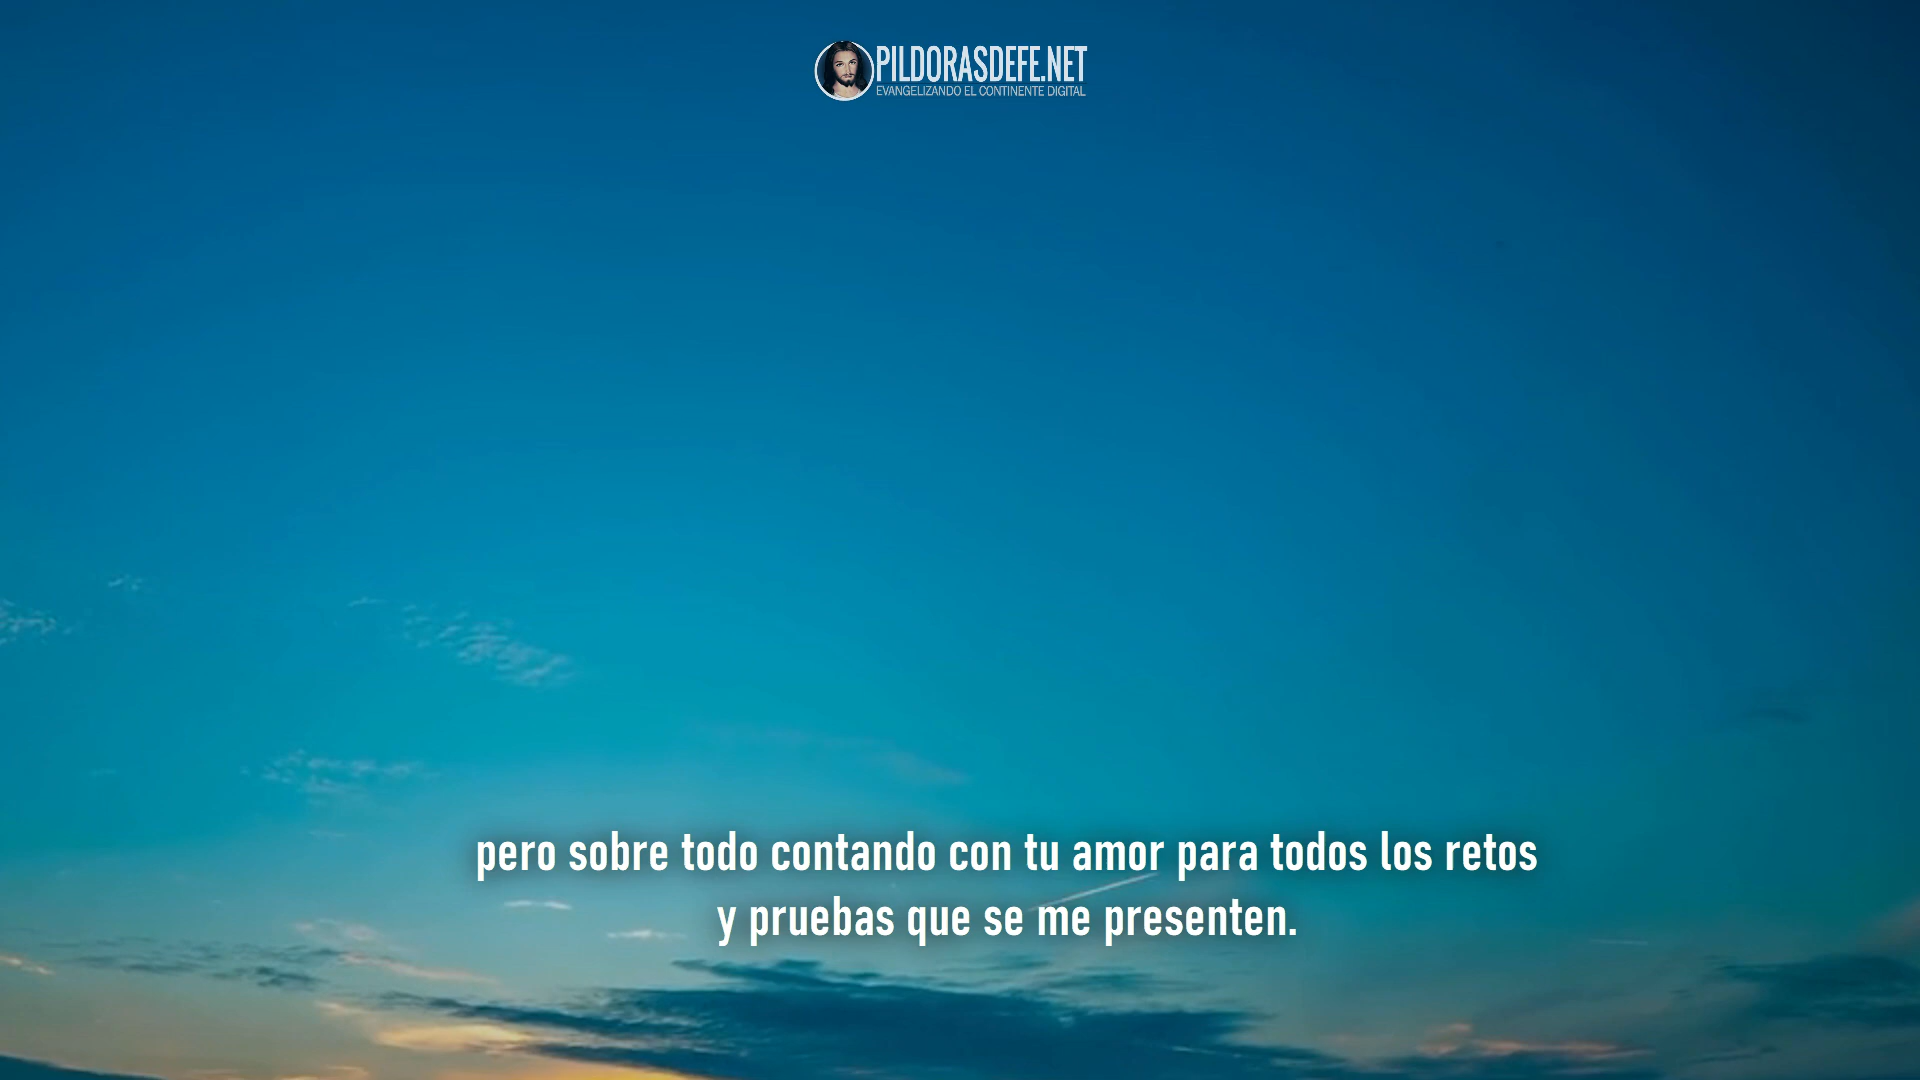 PILDORASDEFE.NET
EVANGELIZANDO EL CONTINENTE DIGITAL
pero sobre todo contando con tu amor para todos los retos
y pruebas que se me presenten.